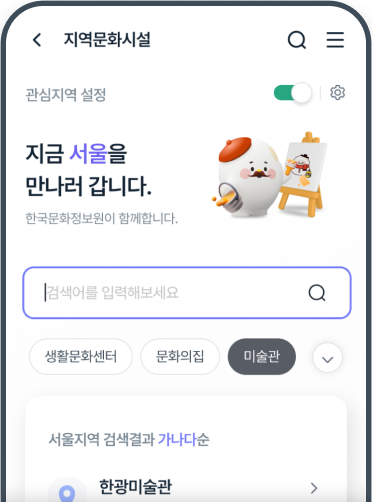 지역문화시설
관심지역 설정
지금 서울을
만나러 갑니다.
한국문화정보원이 함께합니다.
검색어를 입력해보세요
생활문화센터 문화의집 미술관
서울지역 검색결과 가나다순
한광미술관